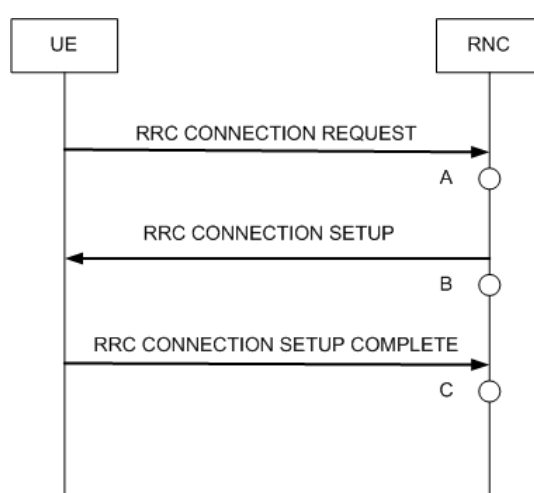 UE
RNC
RRC CONNECTION REQUEST
A
RRC CONNECTION SETUP
B
RRC CONNECTION SETUP COMPLETE
C